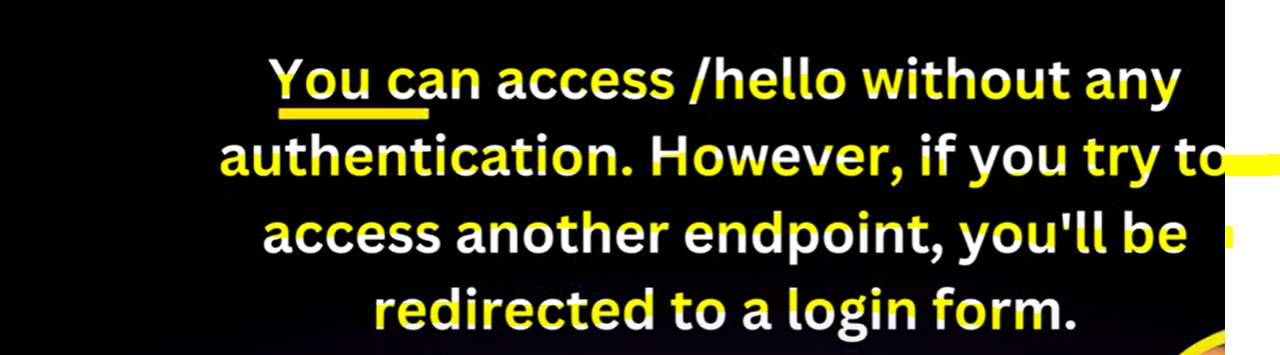 You can access /hello without any
authentication. However, if you try to
access another endpoint, you'll be
redirected to a login form.